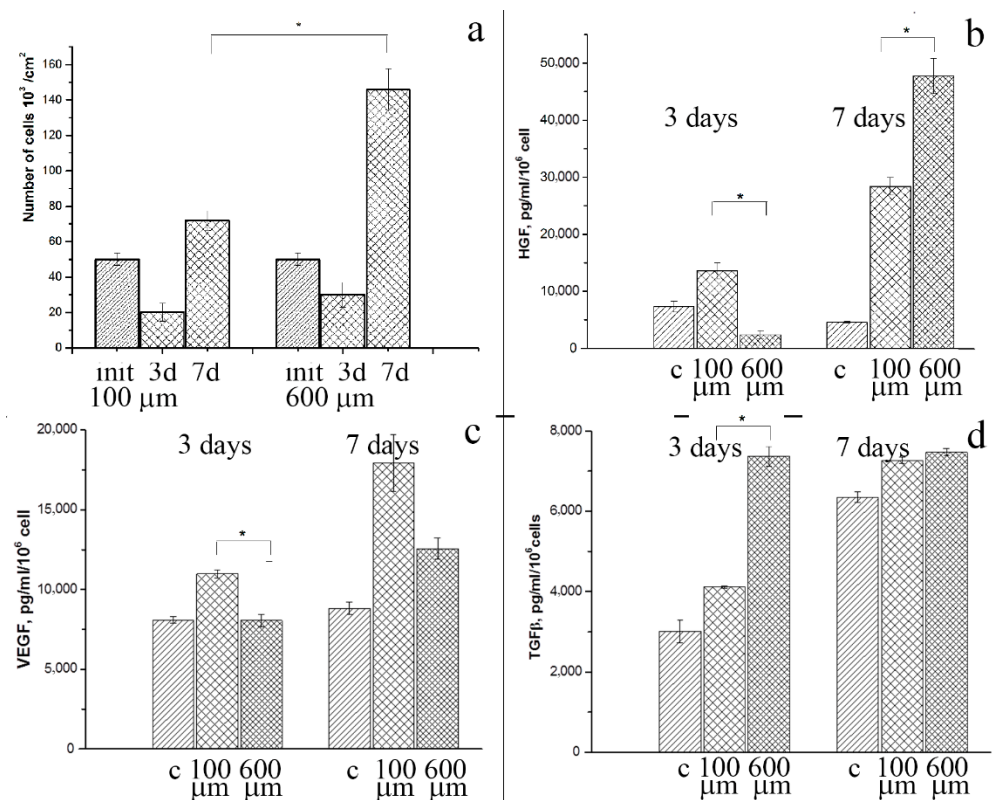 a
*
Number of cells 10³ /cm²
160
140
120
100
80
60
40
20
0
init 3d 7d
100 μm
init 3d 7d
600 μm
b
*
*
3 days
7 days
HGF, pg/ml/10⁶ cell
50,000
40,000
30,000
20,000
10,000
0
c 100 600
μm μm
c 100 600
μm μm
c
3 days
7 days
*
VEGF, pg/ml/10⁶ cell
20,000
15,000
10,000
5,000
0
c 100 600
μm μm
c 100 600
μm μm
d
*
3 days
7 days
TGFβ, pg/ml/10⁶cells
8,000
6,000
4,000
2,000
0
c 100 600
μm μm
c 100 600
μm μm